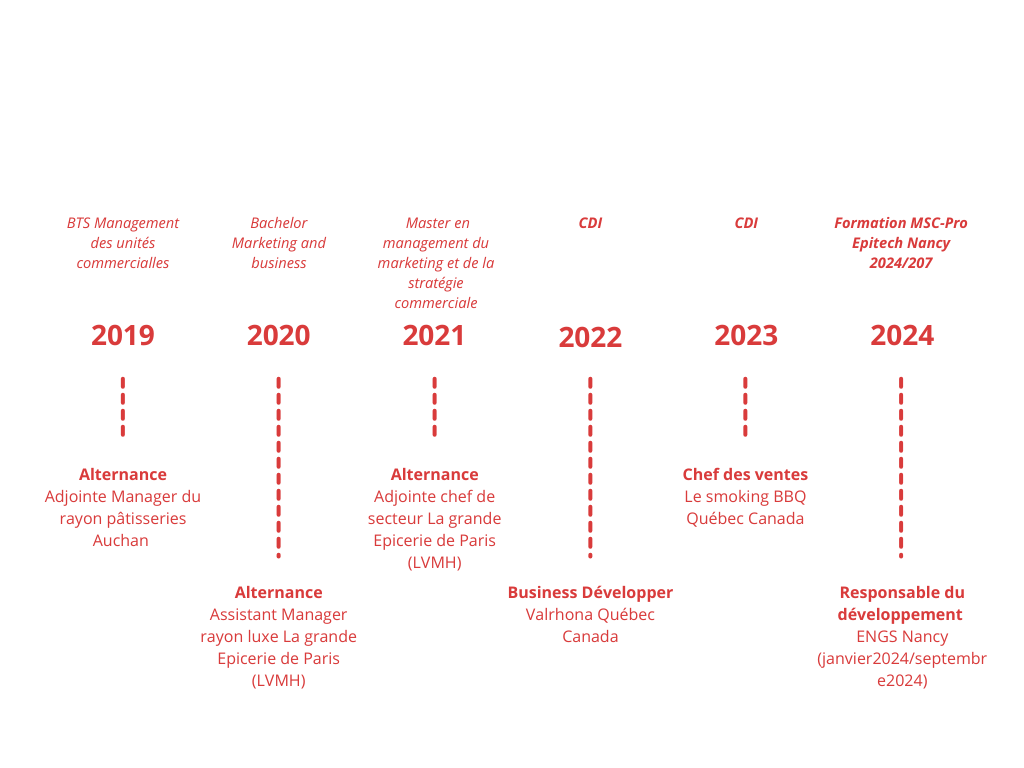 BTS Management
des unités
commercialles
Bachelor
Marketing and
business
Master en
management du
marketing et de la
stratégie
commerciale
CDI
CDI
Formation MSC-Pro
Epitech Nancy
2024/207
2019
2020
2021
2022
2023
2024
Alternance
Adjointe Manager du
rayon pâtisseries
Auchan
Alternance
Assistant Manager
rayon luxe La grande
Epicerie de Paris
(LVMH)
Alternance
Adjointe chef de
secteur La grande
Epicerie de Paris
(LVMH)
Business Développer
Valrhona Québec
Canada
Chef des ventes
Le smoking BBQ
Québec Canada
Responsable du
développement
ENGS Nancy
(janvier2024/septembr
e2024)